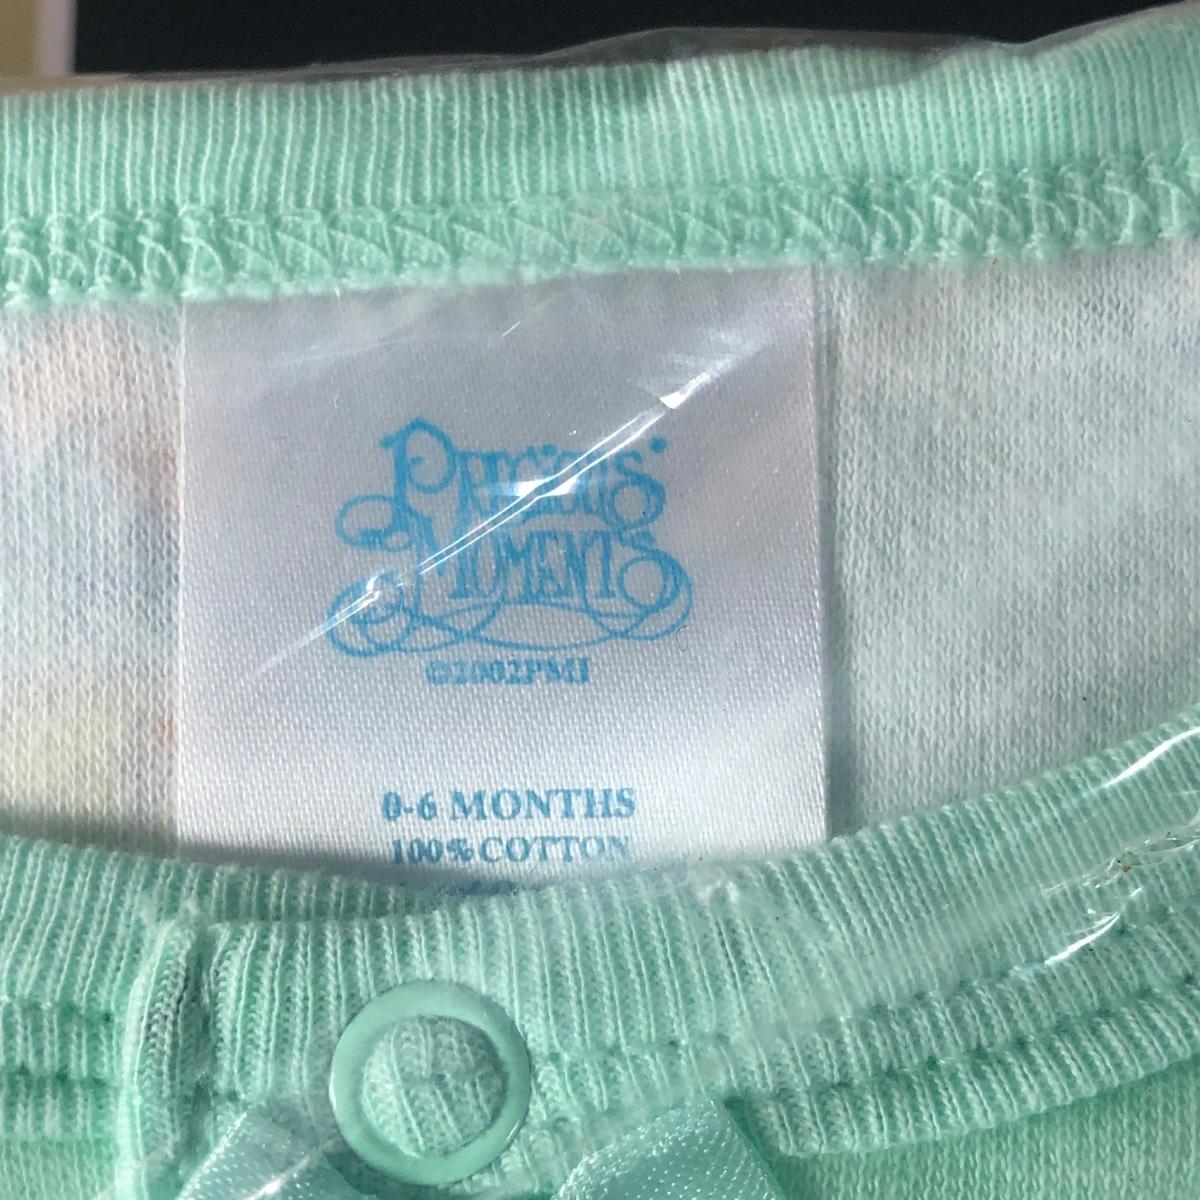 PRECIOUS
MOMENTS
©2002PMI
0-6 MONTHS
100% COTTON